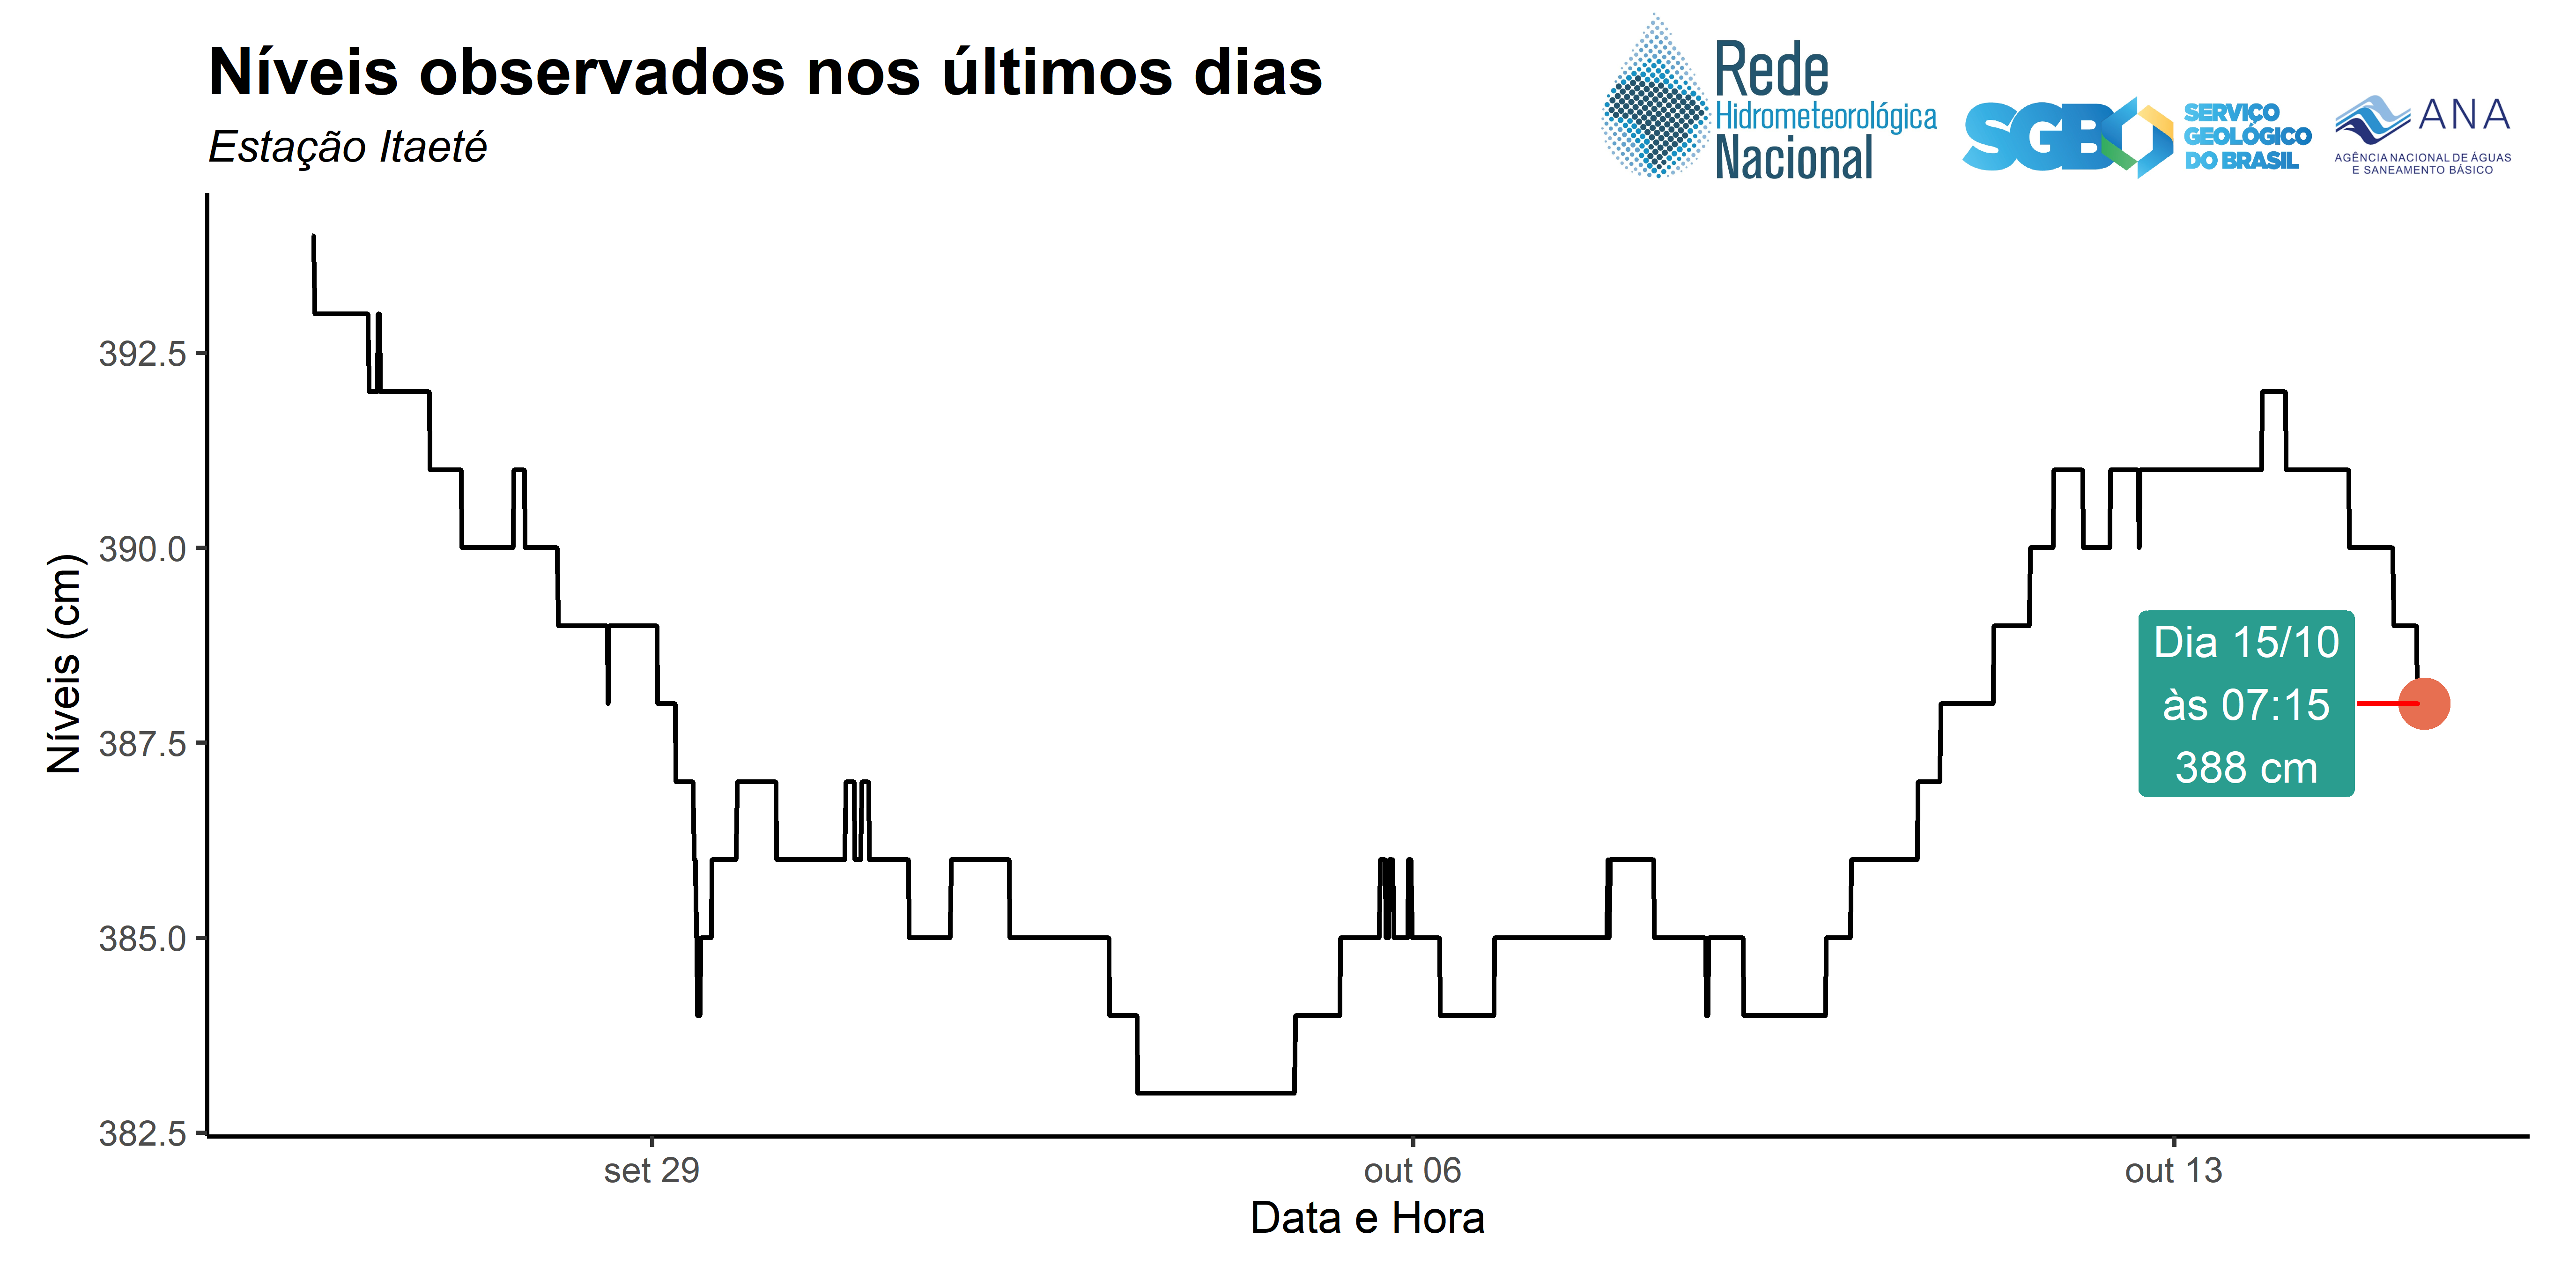 Níveis observados nos últimos dias
Estação Itaeté
Rede
Hidrometeorológica
Nacional
SGB
SERVIÇO
GEOLÓGICO
DO BRASIL
ANA
AGÊNCIA NACIONAL DE ÁGUAS
E SANEAMENTO BÁSICO
Níveis (cm)
392.5
390.0
387.5
385.0
382.5
Dia 15/10
às 07:15
388 cm
set 29
out 06
out 13
Data e Hora